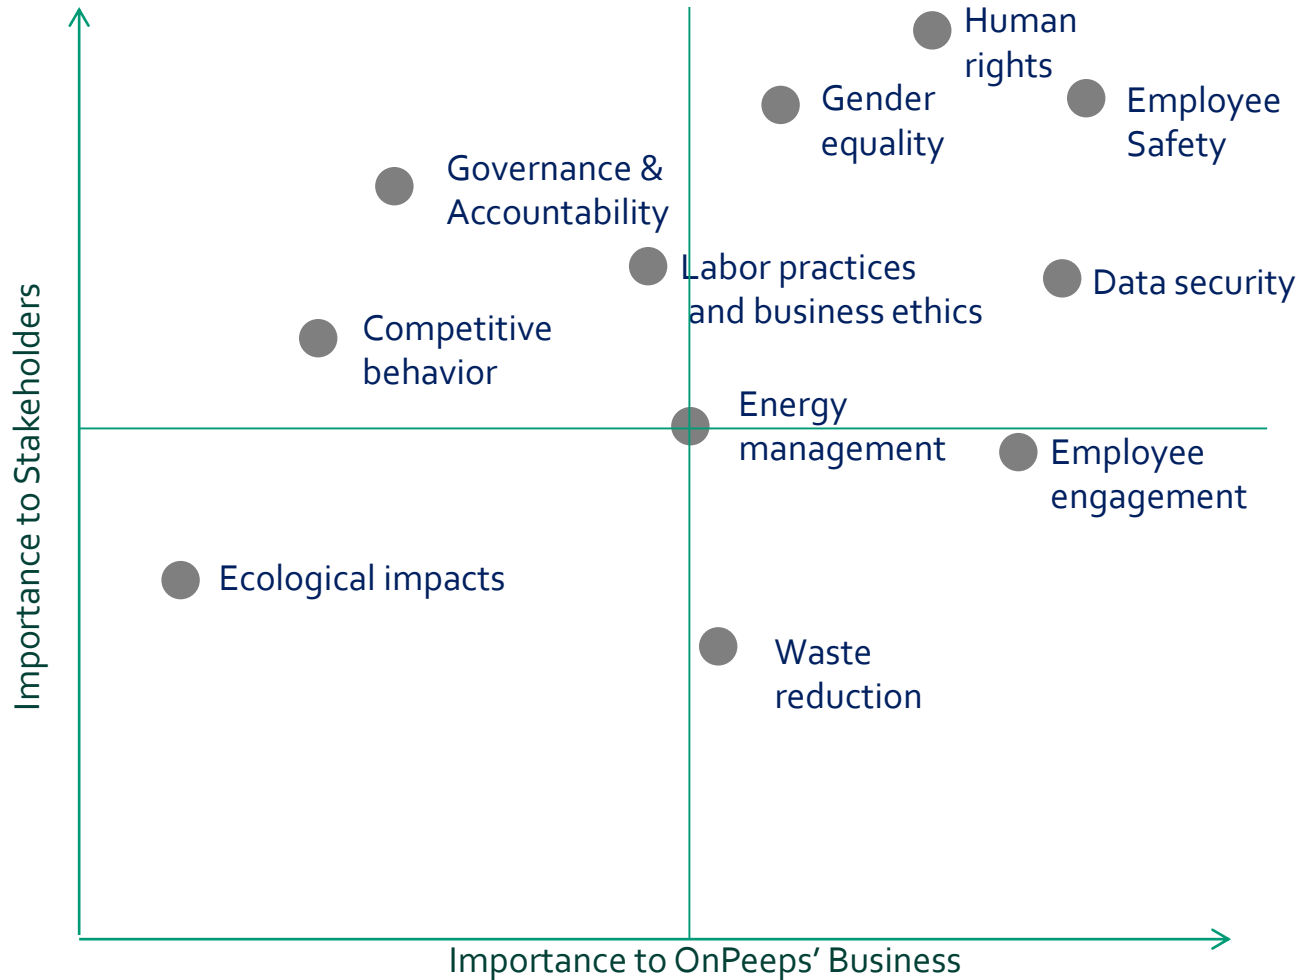 Human
rights
Gender
equality
Employee
Safety
Governance &
Accountability
Labor practices
and business ethics
Data security
Competitive
behavior
Energy
management
Employee
engagement
Ecological impacts
Waste
reduction
Importance to Stakeholders
Importance to OnPeeps’ Business